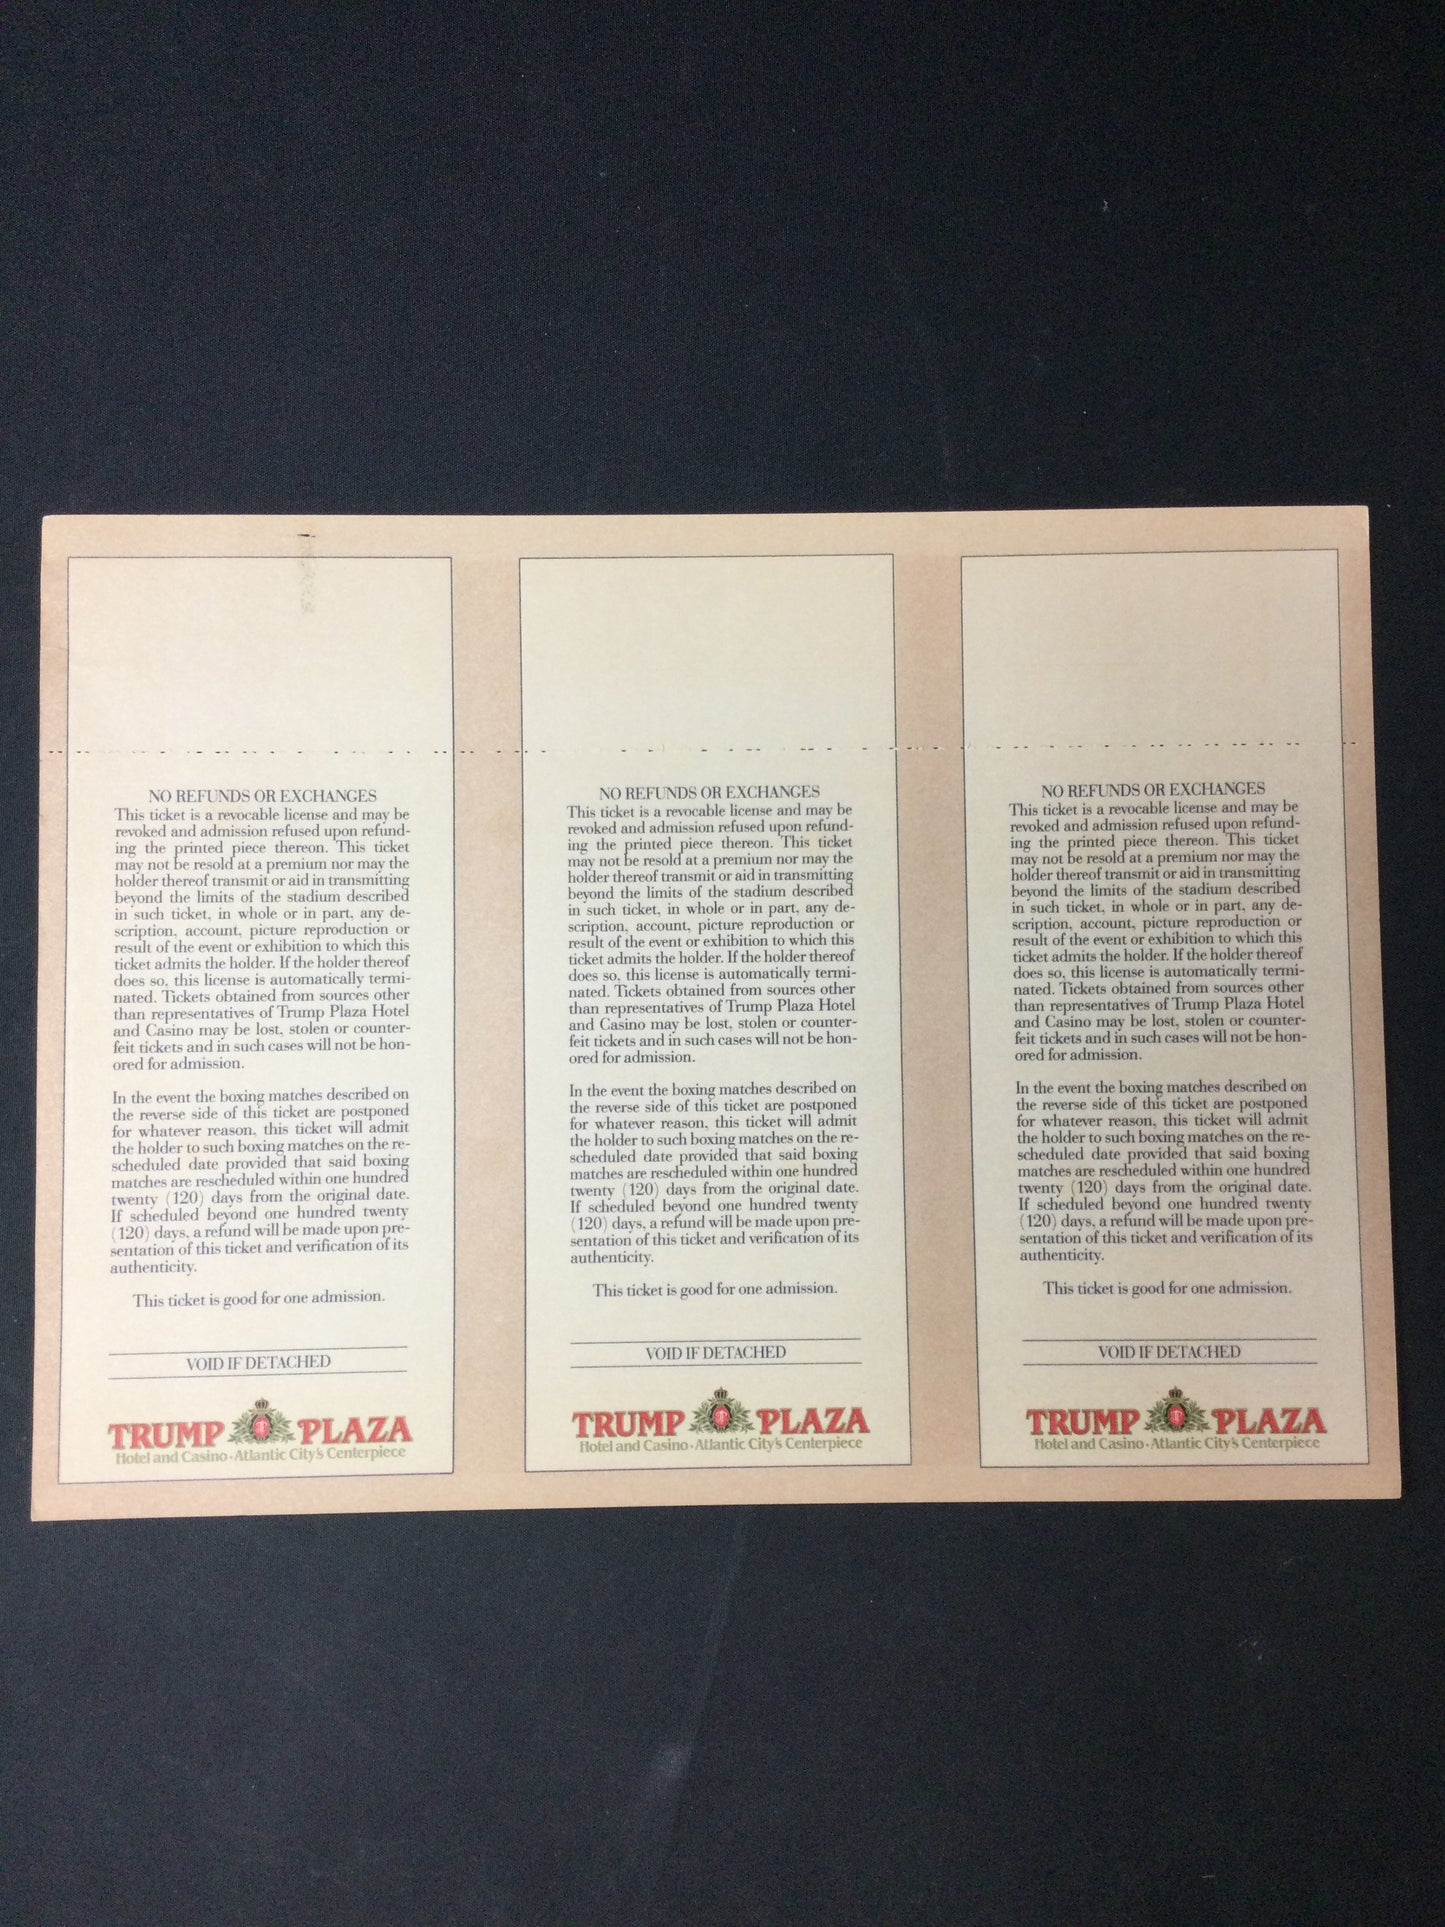 NO REFUNDS OR EXCHANGES
This ticket is a revocable license and may be
revoked and admission refused upon refund-
ing the printed piece thereon. This ticket
may not be resold at a premium nor may the
holder thereof transmit or aid in transmitting
beyond the limits of the stadium described
in such ticket, in whole or in part, any de-
scription, account, picture reproduction or
result of the event or exhibition to which this
ticket admits the holder. If the holder thereof
does so, this license is automatically termi-
nated. Tickets obtained from sources other
than representatives of Trump Plaza Hotel
and Casino may be lost, stolen or counter-
feit tickets and in such cases will not be hon-
ored for admission.
In the event the boxing matches described on
the reverse side of this ticket are postponed
for whatever reason, this ticket will admit
the holder to such boxing matches on the re-
scheduled date provided that said boxing
matches are rescheduled within one hundred
twenty (120) days from the original date.
If scheduled beyond one hundred twenty
(120) days, a refund will be made upon pre-
sentation of this ticket and verification of its
authenticity.
This ticket is good for one admission.
VOID IF DETACHED
TRUMP PLAZA
Hotel and Casino · Atlantic City's Centerpiece
NO REFUNDS OR EXCHANGES
This ticket is a revocable license and may be
revoked and admission refused upon refund-
ing the printed piece thereon. This ticket
may not be resold at a premium nor may the
holder thereof transmit or aid in transmitting
beyond the limits of the stadium described
in such ticket, in whole or in part, any de-
scription, account, picture reproduction or
result of the event or exhibition to which this
ticket admits the holder. If the holder thereof
does so, this license is automatically termi-
nated. Tickets obtained from sources other
than representatives of Trump Plaza Hotel
and Casino may be lost, stolen or counter-
feit tickets and in such cases will not be hon-
ored for admission.
In the event the boxing matches described on
the reverse side of this ticket are postponed
for whatever reason, this ticket will admit
the holder to such boxing matches on the re-
scheduled date provided that said boxing
matches are rescheduled within one hundred
twenty (120) days from the original date.
If scheduled beyond one hundred twenty
(120) days, a refund will be made upon pre-
sentation of this ticket and verification of its
authenticity.
This ticket is good for one admission.
VOID IF DETACHED
TRUMP PLAZA
Hotel and Casino · Atlantic City's Centerpiece
NO REFUNDS OR EXCHANGES
This ticket is a revocable license and may be
revoked and admission refused upon refund-
ing the printed piece thereon. This ticket
may not be resold at a premium nor may the
holder thereof transmit or aid in transmitting
beyond the limits of the stadium described
in such ticket, in whole or in part, any de-
scription, account, picture reproduction or
result of the event or exhibition to which this
ticket admits the holder. If the holder thereof
does so, this license is automatically termi-
nated. Tickets obtained from sources other
than representatives of Trump Plaza Hotel
and Casino may be lost, stolen or counter-
feit tickets and in such cases will not be hon-
ored for admission.
In the event the boxing matches described on
the reverse side of this ticket are postponed
for whatever reason, this ticket will admit
the holder to such boxing matches on the re-
scheduled date provided that said boxing
matches are rescheduled within one hundred
twenty (120) days from the original date.
If scheduled beyond one hundred twenty
(120) days, a refund will be made upon pre-
sentation of this ticket and verification of its
authenticity.
This ticket is good for one admission.
VOID IF DETACHED
TRUMP PLAZA
Hotel and Casino · Atlantic City's Centerpiece